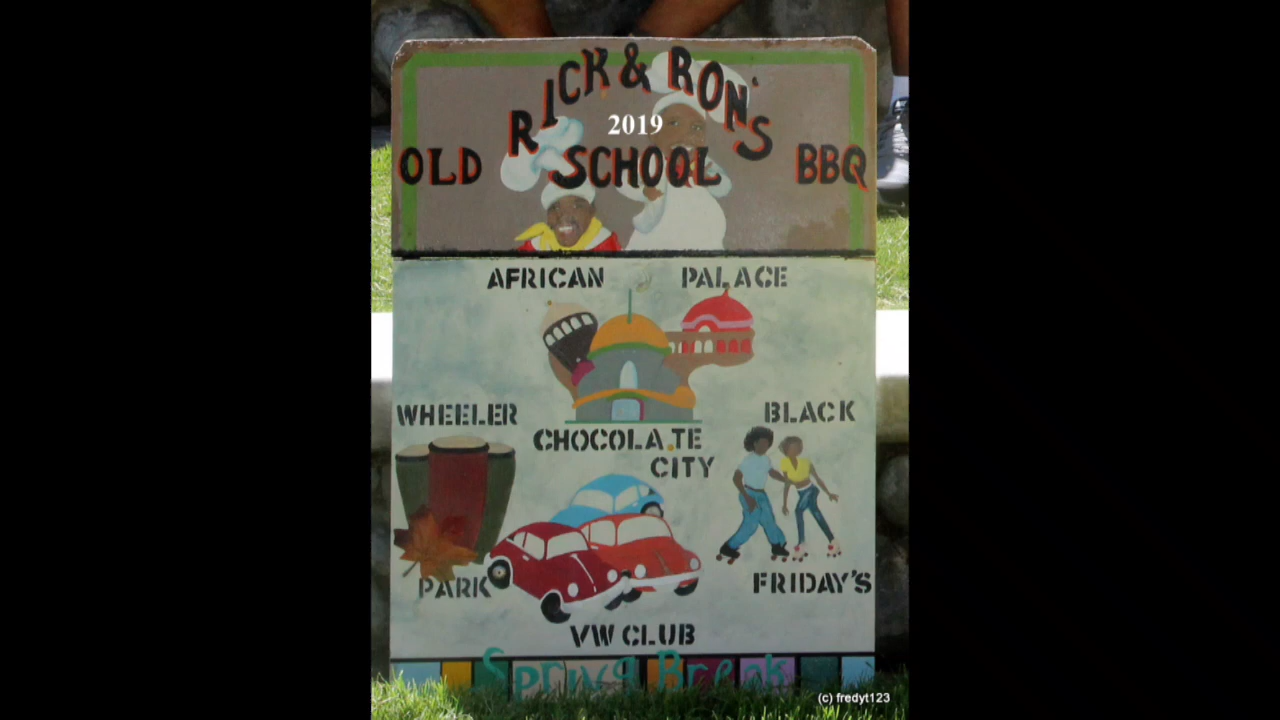 RICK & RON'S
2019
OLD SCHOOL BBQ
AFRICAN PALACE
WHEELER BLACK
CHOCOLATE
CITY
PARK FRIDAY'S
VW CLUB
Spring Break
(c) fredyt123